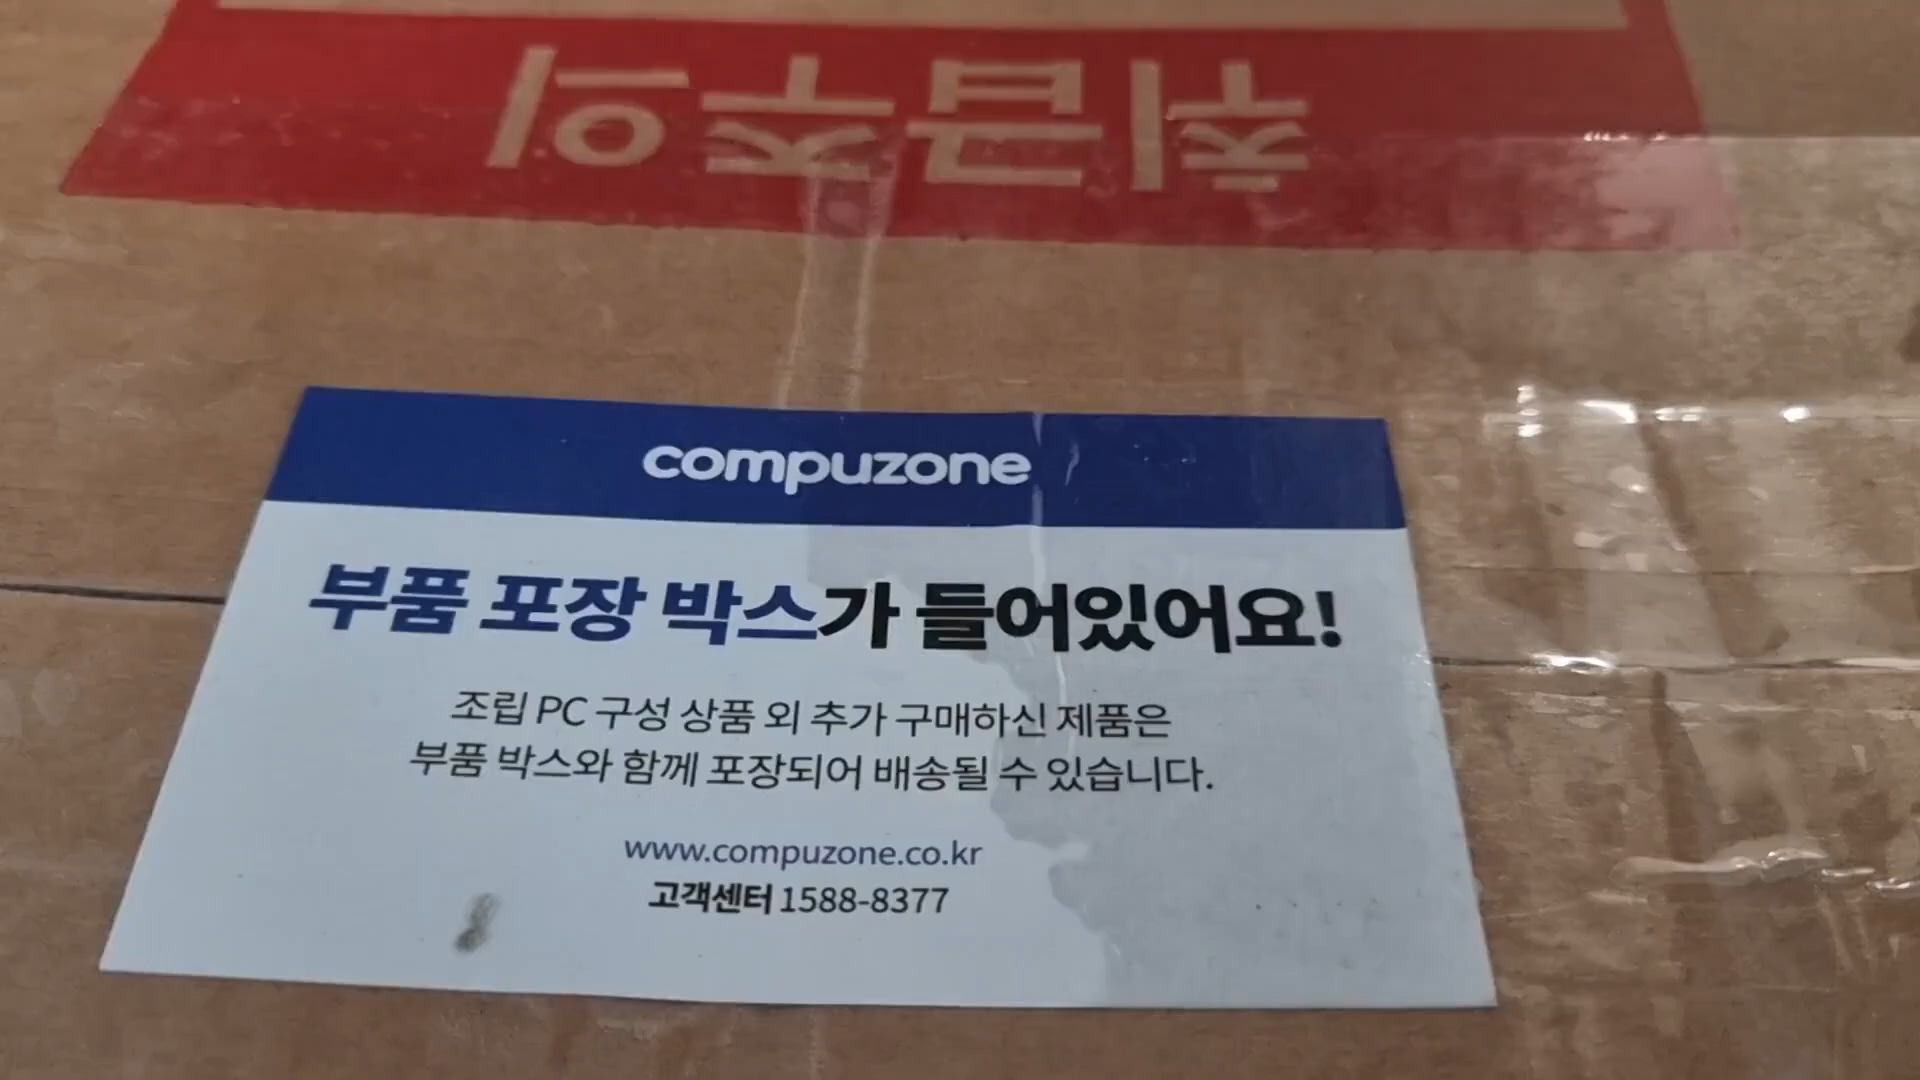 취급주의
compuzone
부품 포장 박스가 들어있어요!
조립 PC 구성 상품 외 추가 구매하신 제품은
부품 박스와 함께 포장되어 배송될 수 있습니다.
www.compuzone.co.kr
고객센터 1588-8377